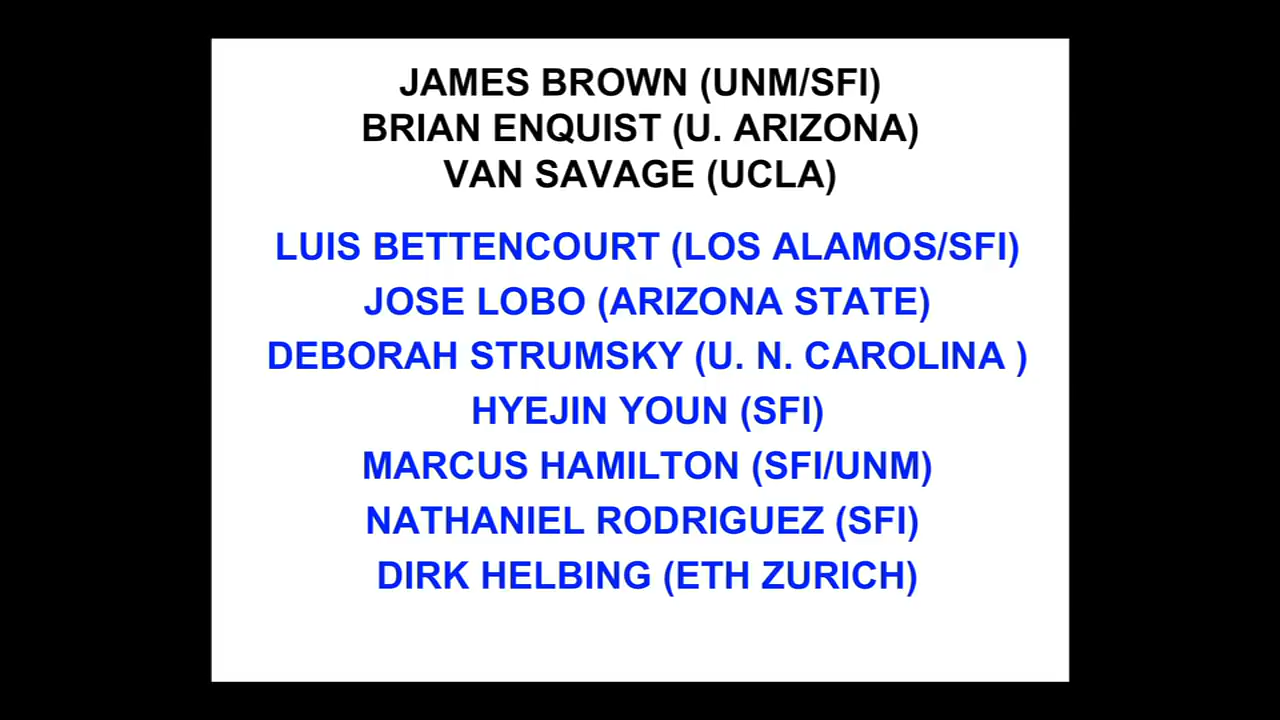 JAMES BROWN (UNM/SFI)
BRIAN ENQUIST (U. ARIZONA)
VAN SAVAGE (UCLA)
LUIS BETTENCOURT (LOS ALAMOS/SFI)
JOSE LOBO (ARIZONA STATE)
DEBORAH STRUMSKY (U. N. CAROLINA )
HYEJIN YOUN (SFI)
MARCUS HAMILTON (SFI/UNM)
NATHANIEL RODRIGUEZ (SFI)
DIRK HELBING (ETH ZURICH)